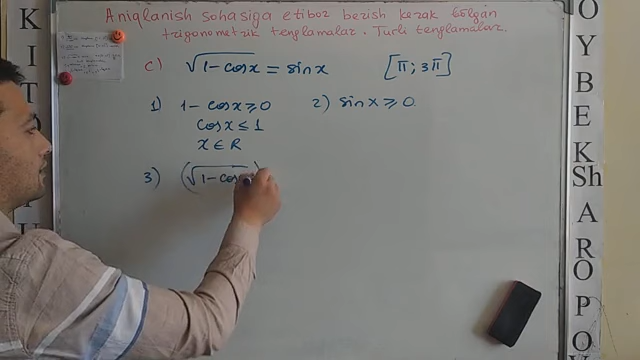 Aniqlanish sohasiga etibor berish kerak bo'lgan
trigonometrik tenglamalar. Turli tenglamalar.
c) √1-cosx = sinx [π; 3π]
1) 1-cosx ≥ 0 2) sinx ≥ 0
cosx ≤ 1
x ∈ R
3) (√1-cos
K
I
T
O
Y
B
E
K
Sh
A
R
O
P
O
V